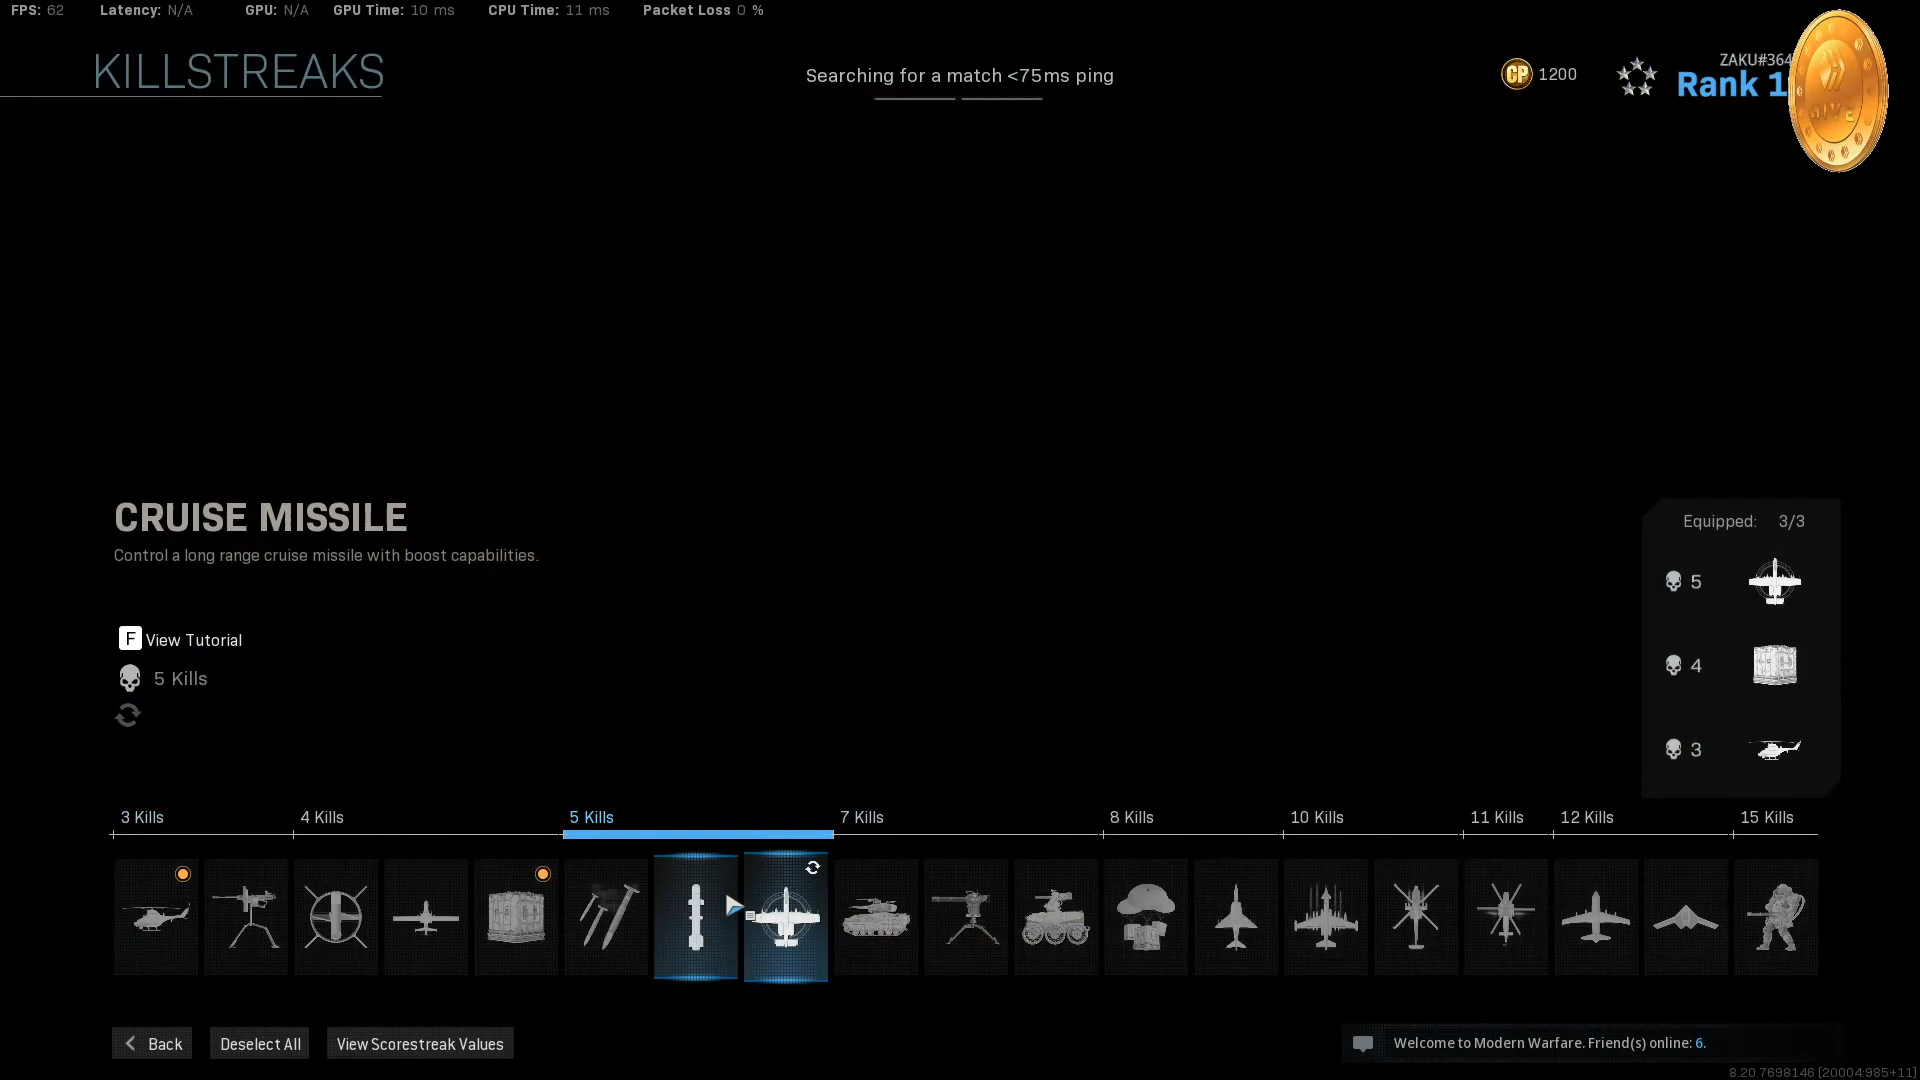 FPS: 62 Latency: N/A GPU: N/A GPU Time: 10 ms CPU Time: 11 ms Packet Loss 0 %
KILLSTREAKS
Searching for a match <75ms ping
CP 1200
ZAKU#364
Rank 1
HIVE
CRUISE MISSILE
Control a long range cruise missile with boost capabilities.
F View Tutorial
5 Kills
Equipped: 3/3
5
4
3
3 Kills 4 Kills 5 Kills 7 Kills 8 Kills 10 Kills 11 Kills 12 Kills 15 Kills
Back Deselect All View Scorestreak Values
Welcome to Modern Warfare. Friend(s) online: 6.
8.20.7698146 [20004:985+11]